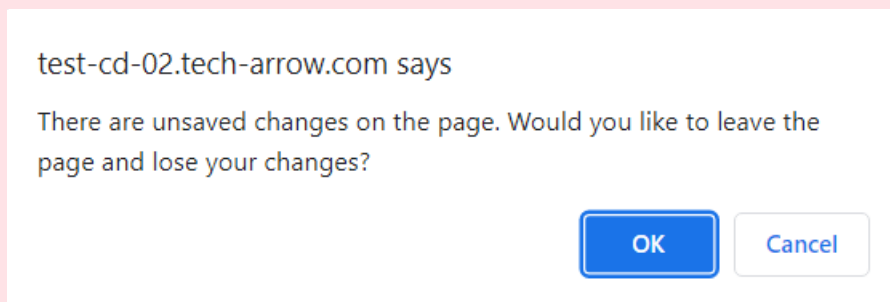 test-cd-02.tech-arrow.com says
There are unsaved changes on the page. Would you like to leave the
page and lose your changes?
OK
Cancel